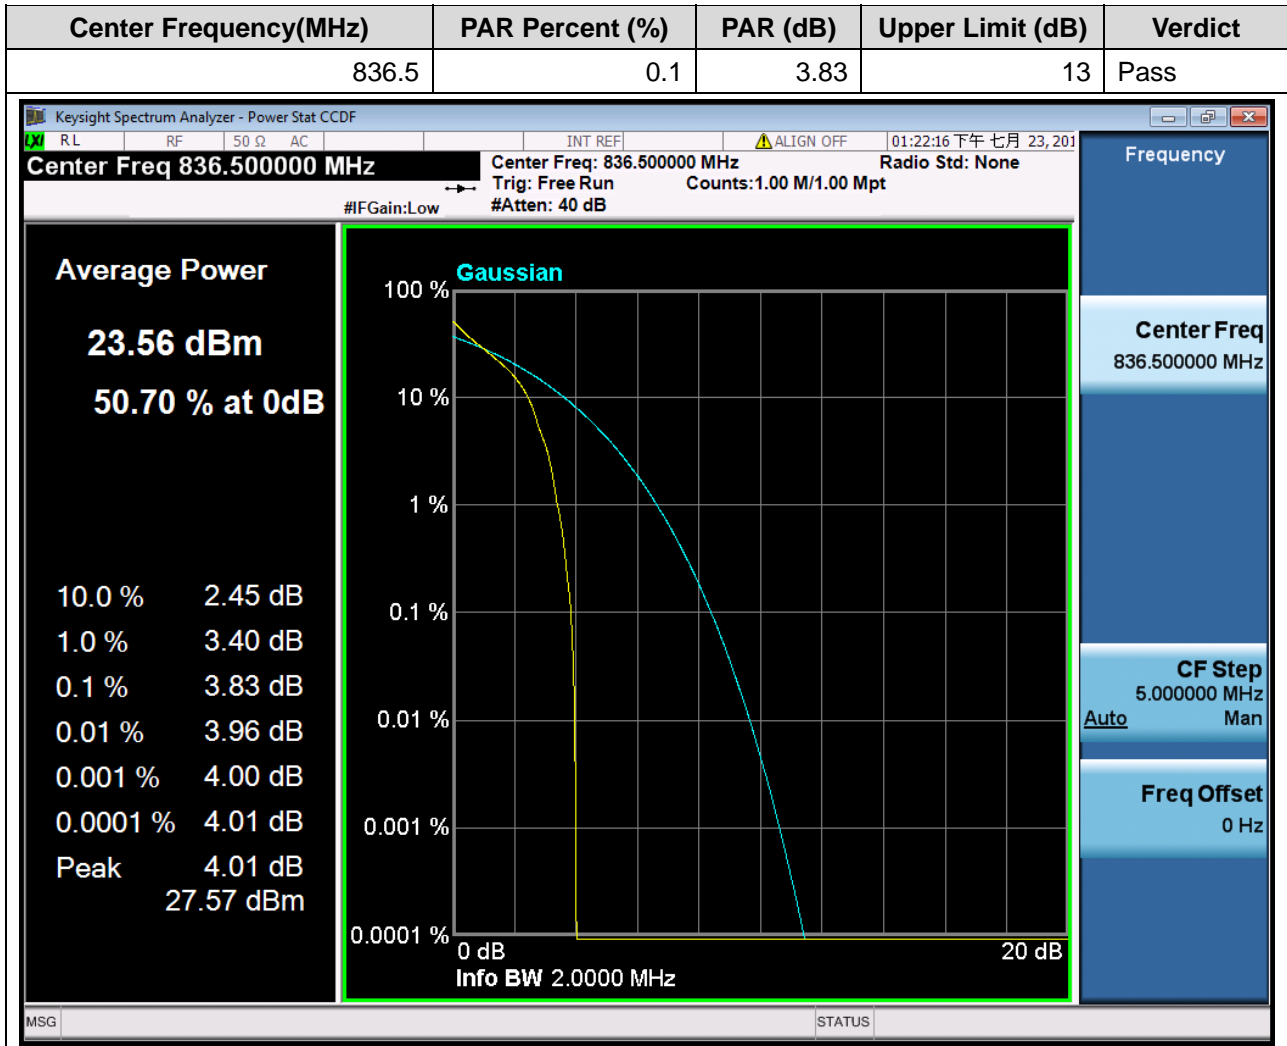 Center Frequency(MHz) PAR Percent (%) PAR (dB) Upper Limit (dB) Verdict
836.5 0.1 3.83 13 Pass
Keysight Spectrum Analyzer - Power Stat CCDF
LXI RL RF 50 Ω AC INT REF ALIGN OFF 01:22:16 下午 七月 23, 201
Center Freq 836.500000 MHz
Center Freq: 836.500000 MHz Radio Std: None
Trig: Free Run Counts:1.00 M/1.00 Mpt
#IFGain:Low #Atten: 40 dB
Frequency
Center Freq
836.500000 MHz
CF Step
5.000000 MHz
Auto Man
Freq Offset
0 Hz
Average Power
23.56 dBm
50.70 % at 0dB
10.0 % 2.45 dB
1.0 % 3.40 dB
0.1 % 3.83 dB
0.01 % 3.96 dB
0.001 % 4.00 dB
0.0001 % 4.01 dB
Peak 4.01 dB
27.57 dBm
Gaussian
100 %
10 %
1 %
0.1 %
0.01 %
0.001 %
0.0001 %
0 dB 20 dB
Info BW 2.0000 MHz
MSG STATUS